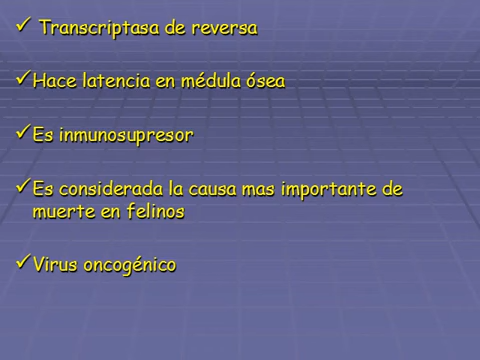 ✓ Transcriptasa de reversa
✓ Hace latencia en médula ósea
✓ Es inmunosupresor
✓ Es considerada la causa mas importante de
muerte en felinos
✓ Virus oncogénico